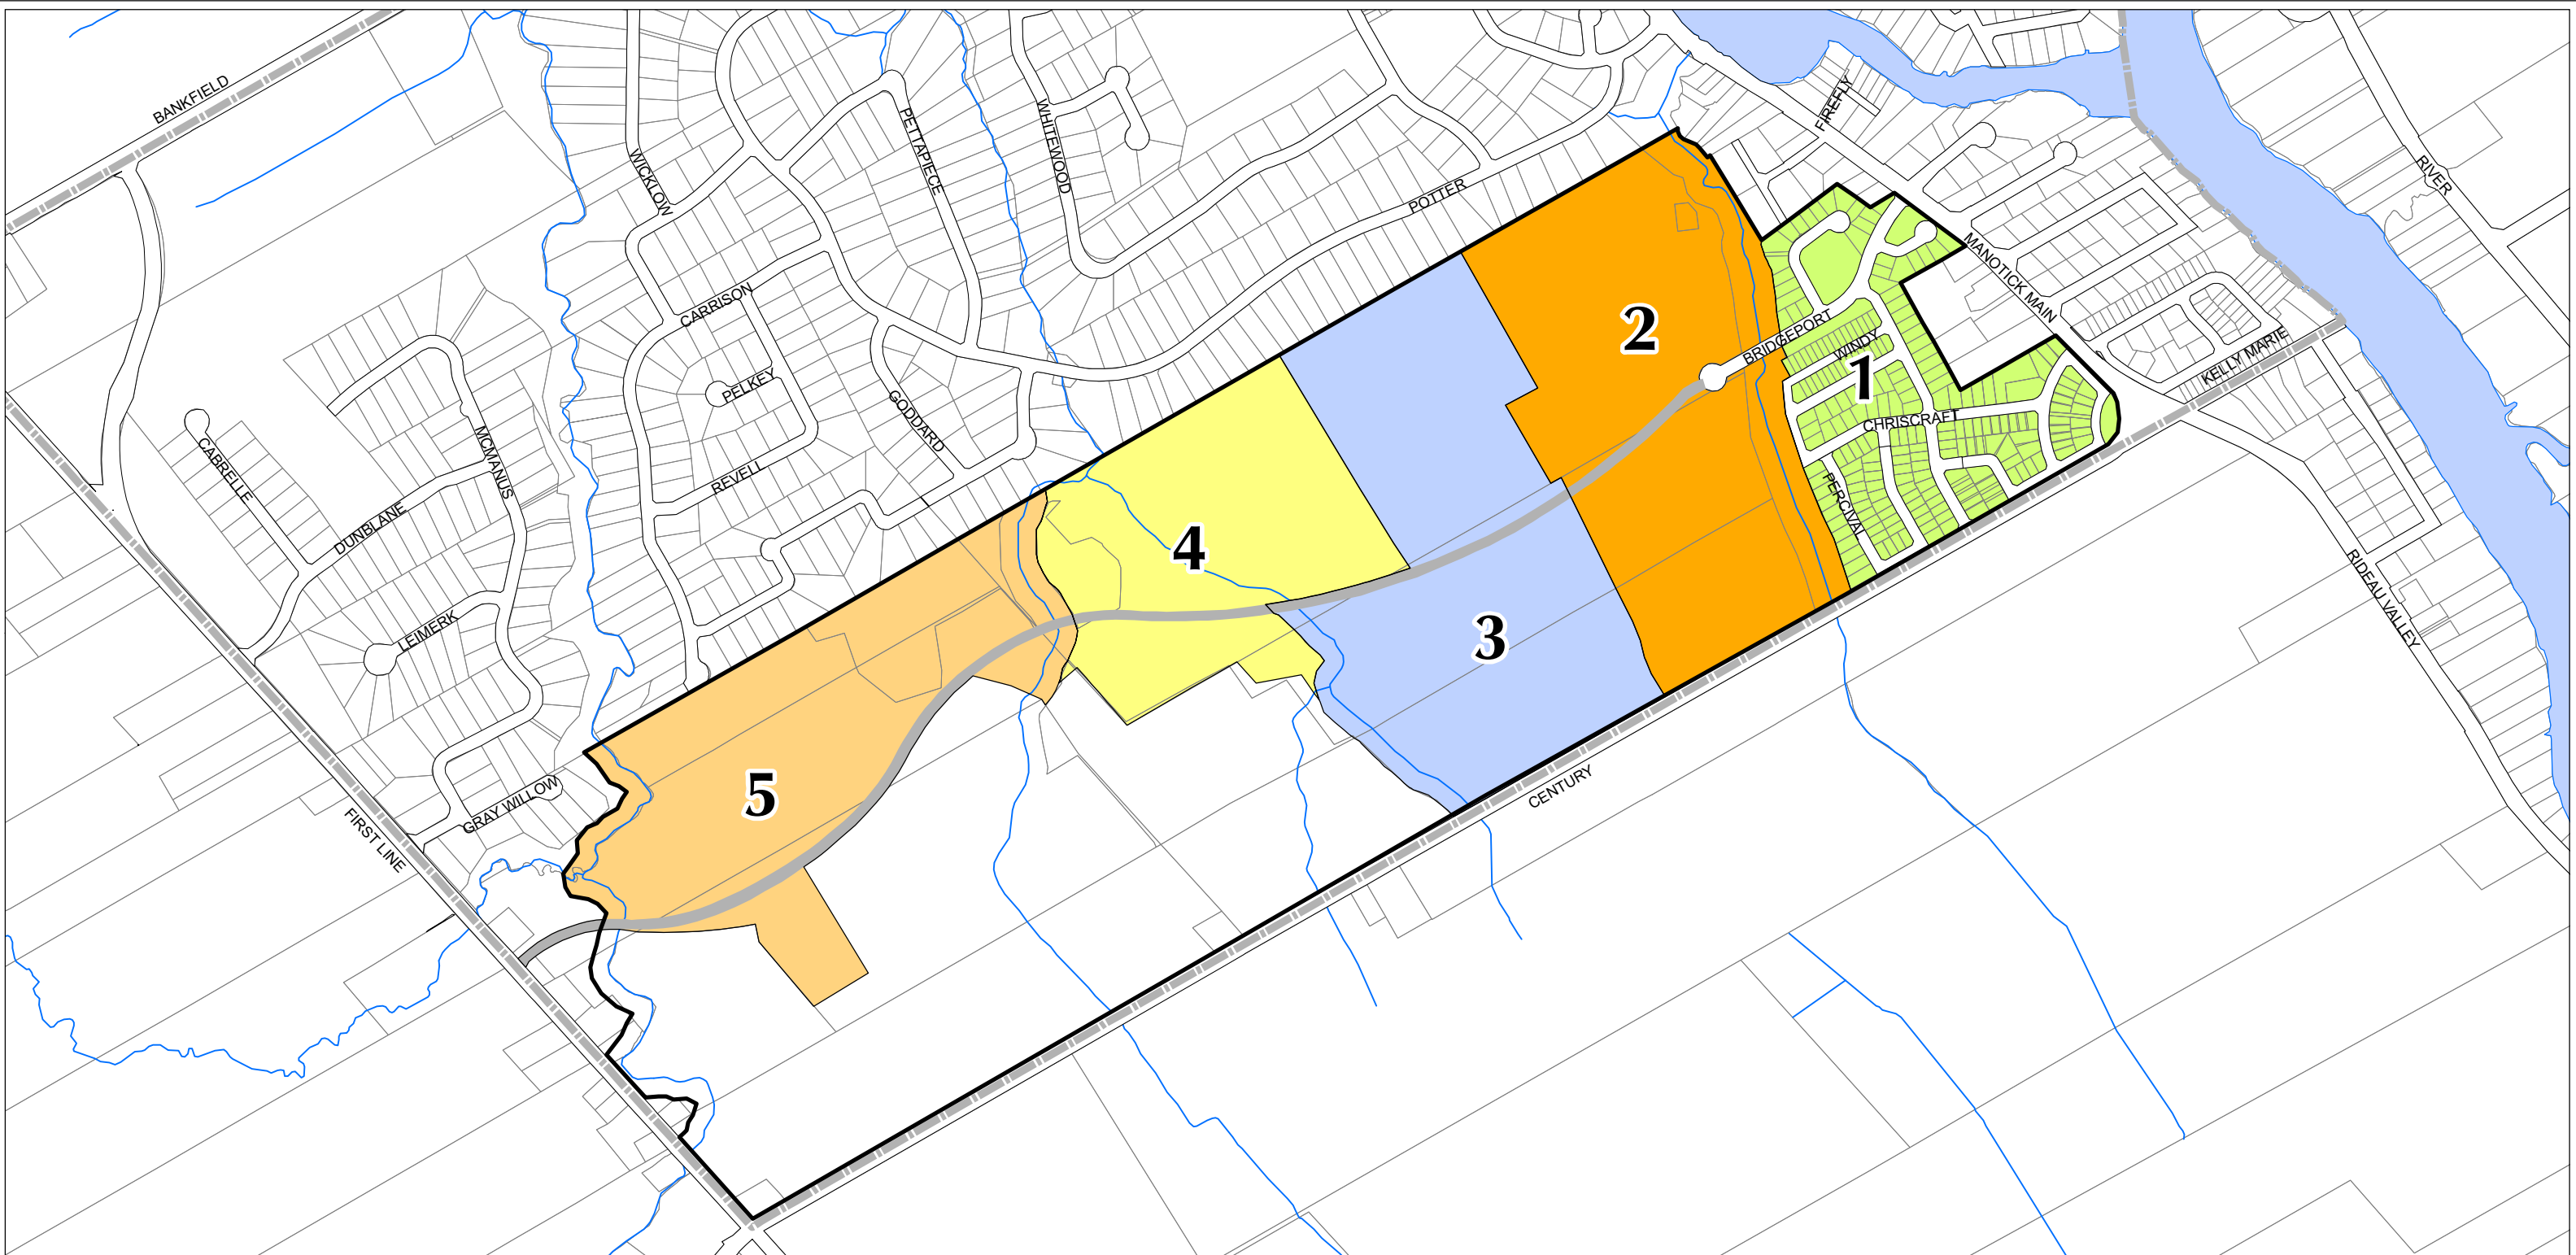 BANKFIELD
FIREFLY
PETTAPIECE
WHITEWOOD
WICKLOW
RIVER
POTTER
MANOTICK MAIN
CARRISON
2
BRIDGEPORT
WINDY
KELLY MARIE
PELKEY
1
GODDARD
CHRISCRAFT
CABRELLE
MCMANUS
REVELL
PERCIVAL
DUNBLANE
4
RIDEAU VALLEY
LEIMERK
3
CENTURY
5
GRAY WILLOW
FIRST LINE